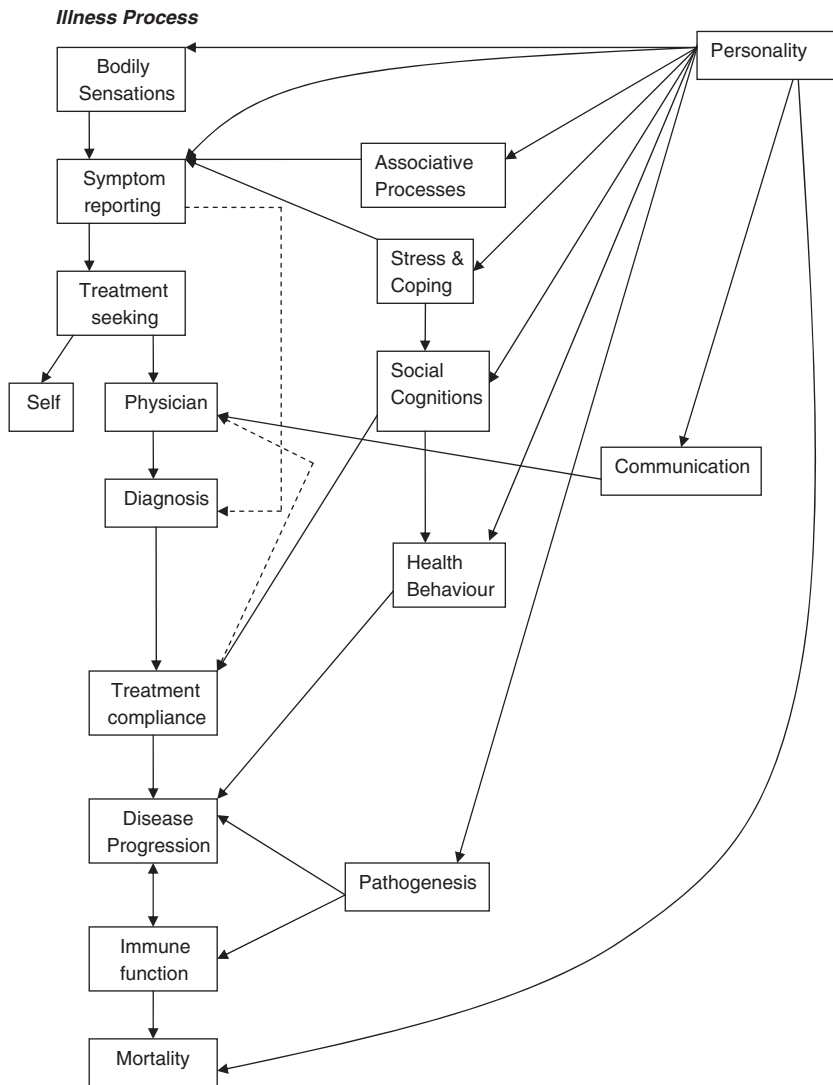 Illness Process
Personality
Bodily
Sensations
Associative
Processes
Symptom
reporting
Stress &
Coping
Treatment
seeking
Social
Cognitions
Self
Physician
Communication
Diagnosis
Health
Behaviour
Treatment
compliance
Disease
Progression
Pathogenesis
Immune
function
Mortality